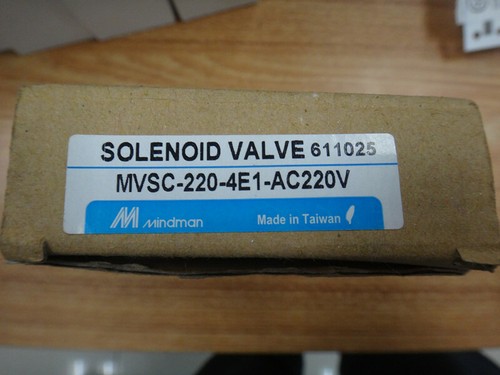 SOLENOID VALVE 611025
MVSC-220-4E1-AC220V
Mindman Made in Taiwan